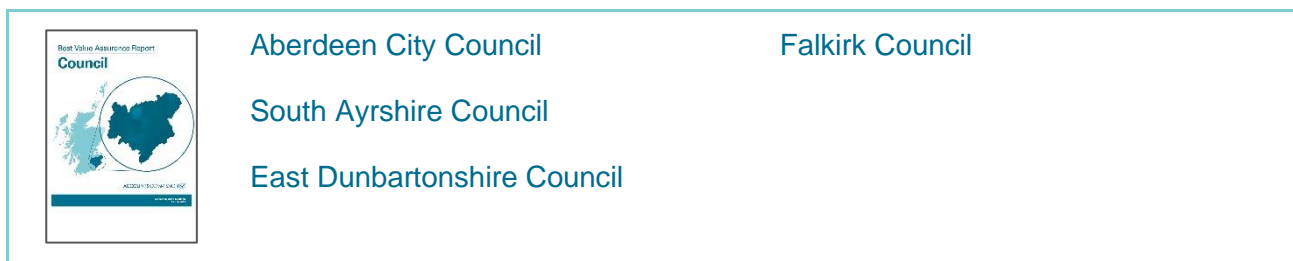 Best Value Assurance Report
Council
Aberdeen City Council
South Ayrshire Council
East Dunbartonshire Council
Falkirk Council